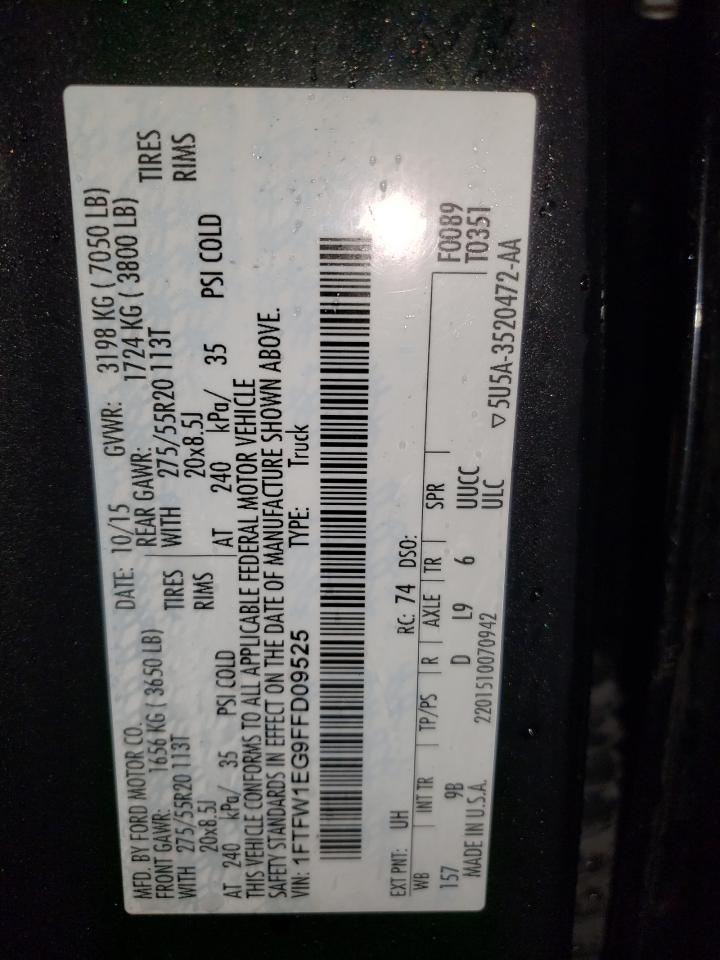 MFD. BY FORD MOTOR CO.
DATE: 10/15 GVWR: 3198 KG ( 7050 LB)
FRONT GAWR: 1656 KG ( 3650 LB)
REAR GAWR: 1724 KG ( 3800 LB)
WITH 275/55R20 113T TIRES
WITH 275/55R20 113T TIRES
20x8.5J RIMS
20x8.5J RIMS
AT 240 kPa/ 35 PSI COLD
AT 240 kPa/ 35 PSI COLD
THIS VEHICLE CONFORMS TO ALL APPLICABLE FEDERAL MOTOR VEHICLE
SAFETY STANDARDS IN EFFECT ON THE DATE OF MANUFACTURE SHOWN ABOVE.
VIN: 1FTFW1EG9FFD09525 TYPE: Truck
EXT PNT: UH RC: 74 DSO: F0089
WB INT TR TP/PS R AXLE TR SPR T0351
157 9B D L9 6 UUCC
ULC
MADE IN U.S.A. 2201510070942 ▽5U5A-3520472-AA